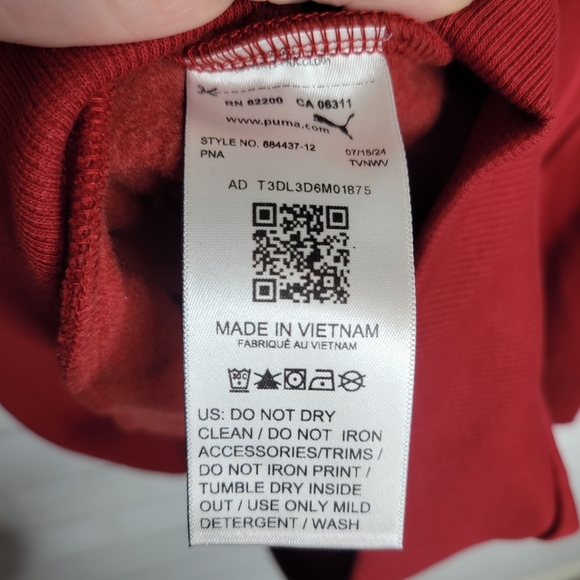 RN 62200 CA 06311
www.puma.com
STYLE NO. 684437-12 07/15/24
PNA TVNWV
AD T3DL3D6M01875
MADE IN VIETNAM
FABRIQUÉ AU VIETNAM
30C
US: DO NOT DRY
CLEAN / DO NOT IRON
ACCESSORIES/TRIMS /
DO NOT IRON PRINT /
TUMBLE DRY INSIDE
OUT / USE ONLY MILD
DETERGENT / WASH